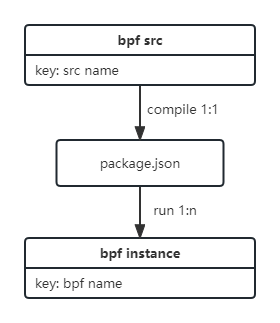 bpf src
key: src name
compile 1:1
package.json
run 1:n
bpf instance
key: bpf name